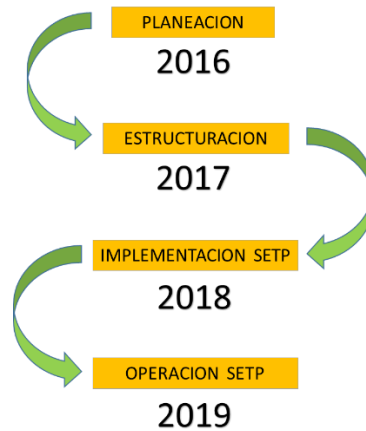 PLANEACION
2016
ESTRUCTURACION
2017
IMPLEMENTACION SETP
2018
OPERACION SETP
2019